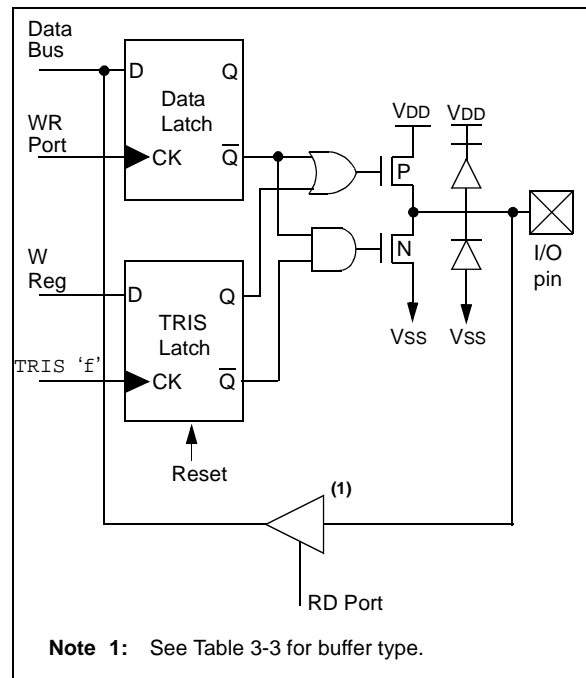 Data
Bus
D
Q
Data
Latch
WR
Port
CK
Q
VDD
VDD
P
N
I/O
pin
VSS
VSS
W
Reg
D
Q
TRIS
Latch
TRIS 'f'
CK
Q
Reset
(1)
RD Port
Note 1: See Table 3-3 for buffer type.